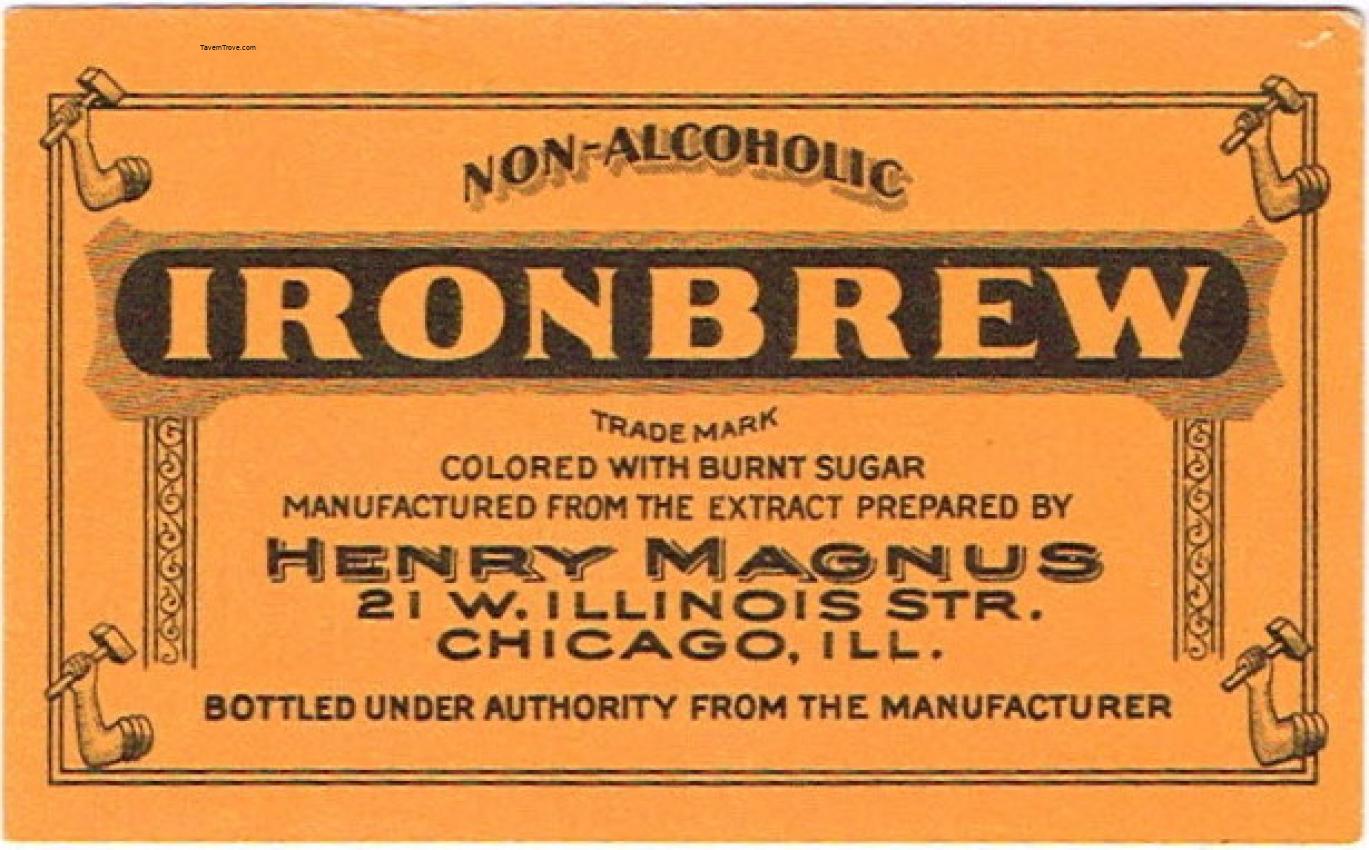 TavernTrove.com
NON-ALCOHOLIC
IRONBREW
TRADE MARK
COLORED WITH BURNT SUGAR
MANUFACTURED FROM THE EXTRACT PREPARED BY
HENRY MAGNUS
21 W. ILLINOIS STR.
CHICAGO, ILL.
BOTTLED UNDER AUTHORITY FROM THE MANUFACTURER